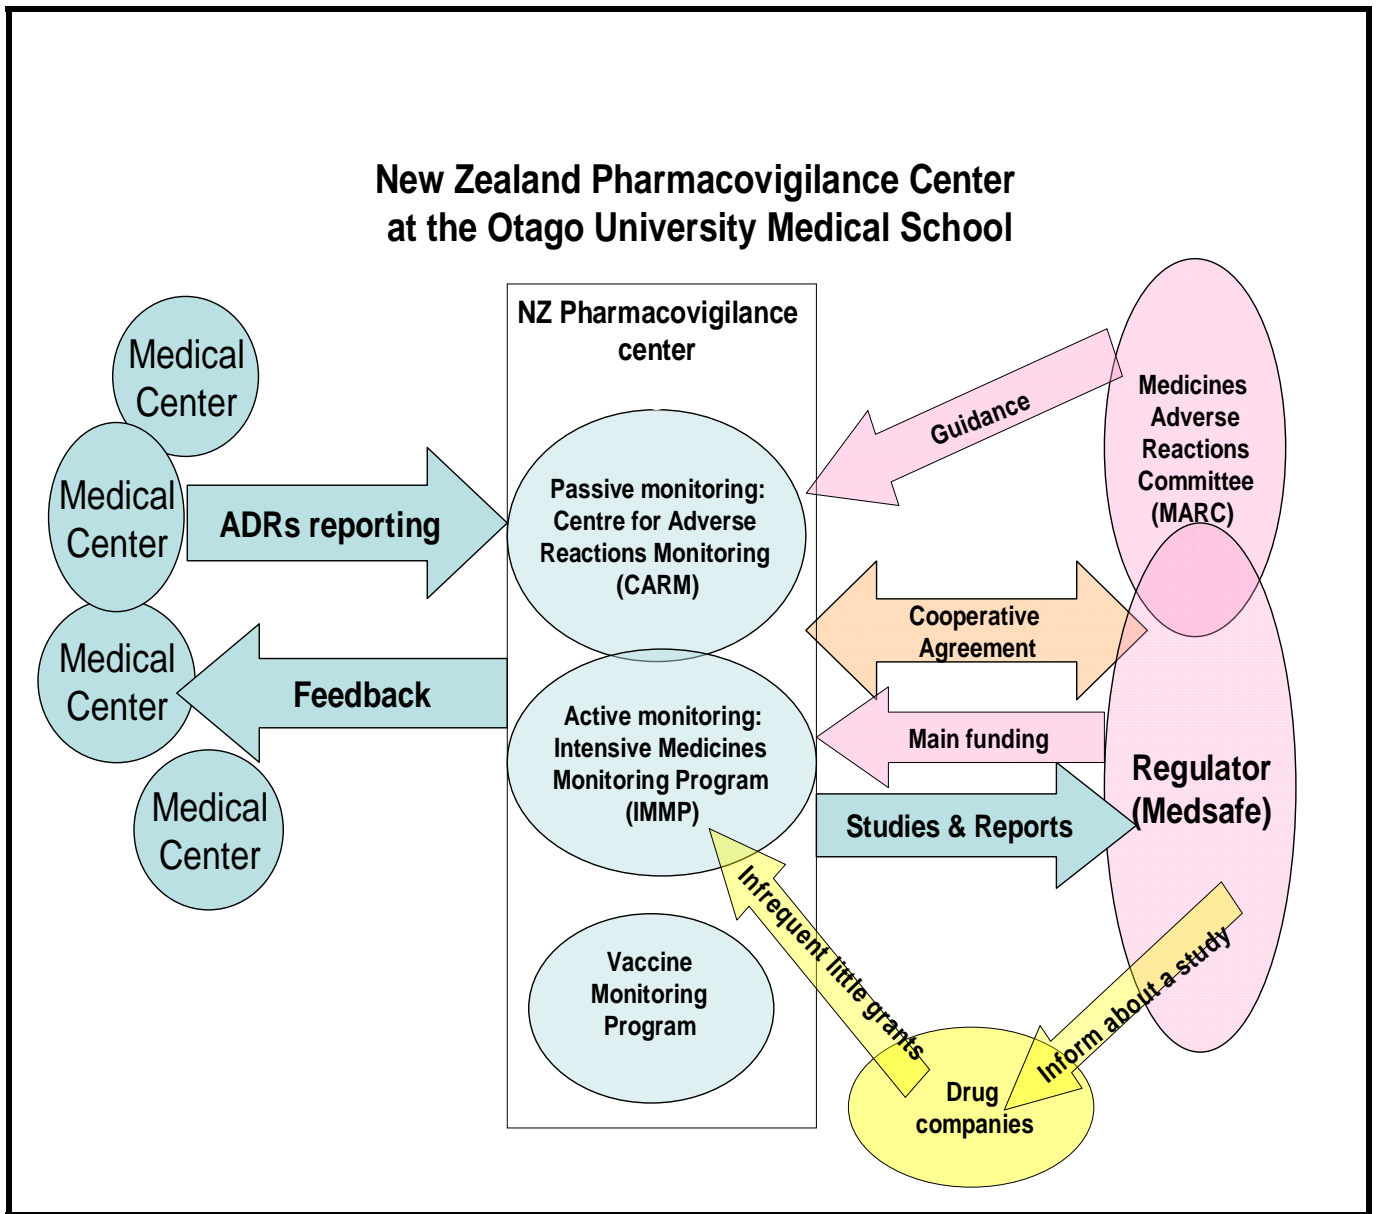 New Zealand Pharmacovigilance Center
at the Otago University Medical School
Medical
Center
Medical
Center
Medical
Center
Medical
Center
ADRs reporting
Feedback
NZ Pharmacovigilance
center
Passive monitoring:
Centre for Adverse
Reactions Monitoring
(CARM)
Active monitoring:
Intensive Medicines
Monitoring Program
(IMMP)
Vaccine
Monitoring
Program
Guidance
Cooperative
Agreement
Main funding
Studies & Reports
Infrequent little grants
Inform about a study
Medicines
Adverse
Reactions
Committee
(MARC)
Regulator
(Medsafe)
Drug
companies